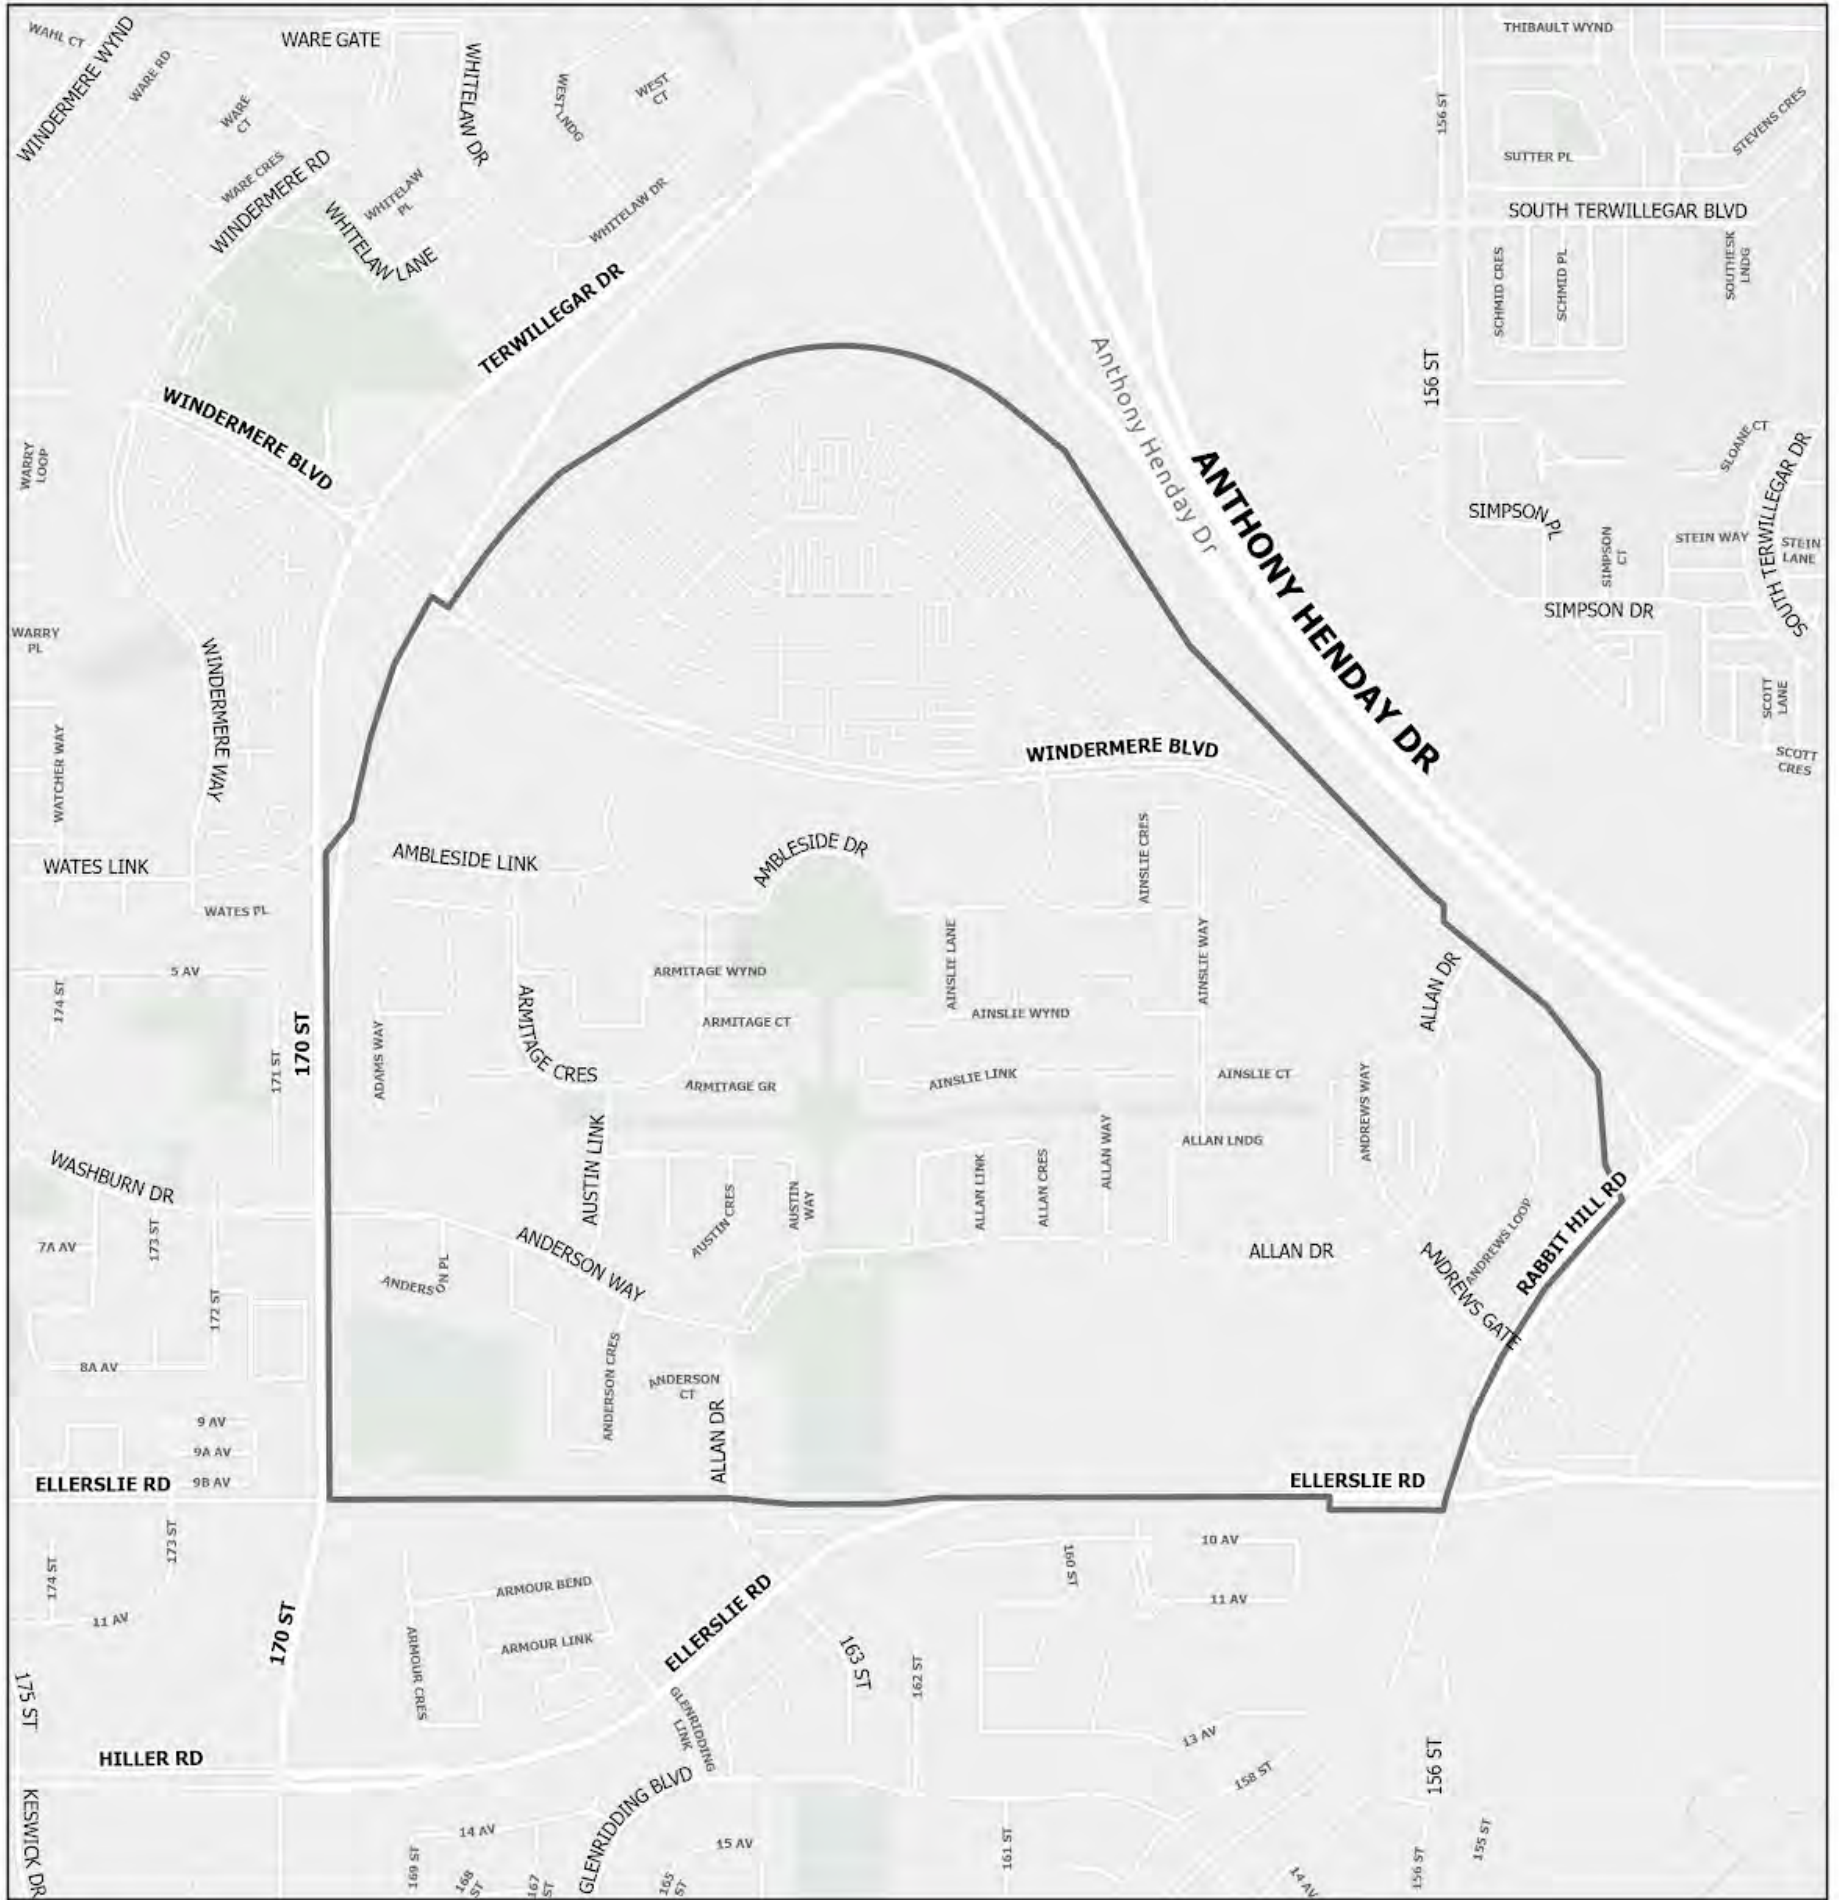 WAHL CT
WINDERMERE WYND
WARE RD
WARE GATE
WARE
CT
WHITELAW DR
WEST LNDG
WEST
CT
WARE CRES
WINDERMERE RD
WHITELAW
PL
WHITELAW LANE
WHITELAW DR
TERWILLEGAR DR
WINDERMERE BLVD
THIBAULT WYND
156 ST
STEVENS CRES
SUTTER PL
SOUTH TERWILLEGAR BLVD
SCHMID CRES
SCHMID PL
SOUTHESK
LNDG
156 ST
Anthony Henday Dr
ANTHONY HENDAY DR
SLOANE CT
SOUTH TERWILLEGAR DR
SIMPSON PL
SIMPSON
CT
STEIN WAY
STEIN
LANE
SIMPSON DR
SCOTT
LANE
SCOTT
CRES
WARRY
LOOP
WARRY
PL
WINDERMERE WAY
WATCHER WAY
WATES LINK
WATES PL
WINDERMERE BLVD
AMBLESIDE LINK
AMBLESIDE DR
AINSLIE CRES
5 AV
174 ST
171 ST
170 ST
ADAMS WAY
ARMITAGE CRES
ARMITAGE WYND
ARMITAGE CT
ARMITAGE GR
AINSLIE LANE
AINSLIE WYND
AINSLIE WAY
AINSLIE LINK
AINSLIE CT
ALLAN DR
ANDREWS WAY
WASHBURN DR
AUSTIN LINK
AUSTIN CRES
AUSTIN
WAY
ALLAN LINK
ALLAN CRES
ALLAN WAY
ALLAN LNDG
ALLAN DR
ANDREWS LOOP
ANDREWS GATE
RABBIT HILL RD
7A AV
173 ST
172 ST
ANDERSON PL
ANDERSON WAY
ANDERSON CRES
ANDERSON
CT
ALLAN DR
8A AV
9 AV
9A AV
9B AV
ELLERSLIE RD
ELLERSLIE RD
173 ST
174 ST
11 AV
170 ST
ARMOUR BEND
ARMOUR LINK
ARMOUR CRES
ELLERSLIE RD
163 ST
162 ST
160 ST
10 AV
11 AV
GLENRIDDING
LINK
13 AV
158 ST
156 ST
175 ST
HILLER RD
KESWICK DR
GLENRIDDING BLVD
14 AV
15 AV
169 ST
168
ST
167
ST
165
ST
161 ST
14 AV
156 ST
155 ST